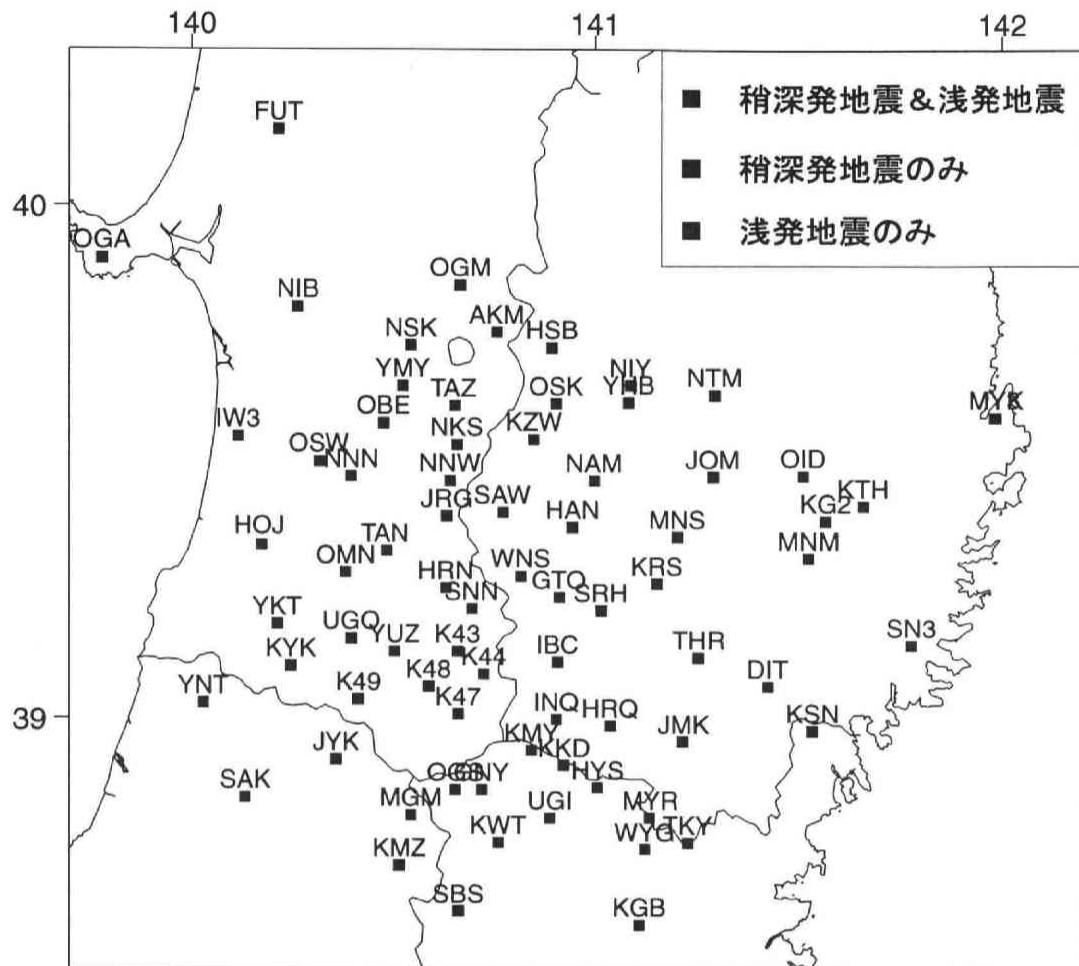 140 141 142
稍深発地震＆浅発地震
稍深発地震のみ
浅発地震のみ
FUT
40
OGA
OGM
NIB
AKM
NSK HSB
YMY NIY
TAZ OSK NTM
OBE
IW3 NKS KZW
OSW
NNN NNW NAM JOM OID
JRG SAW KTH
HAN KG2
HOJ TAN MNS
OMN WNS MNM
HRN GTO KRS
SNN SRH
YKT
UGO YUZ K43 SN3
KYK K44 IBC THR
K48 DIT
YNT K49 K47
39
INO HRQ KSN
KMY JMK
JYK KKD
SAK GNY HYS
MGM UGI MYR
KWT WYG TKY
KMZ
SBS KGB